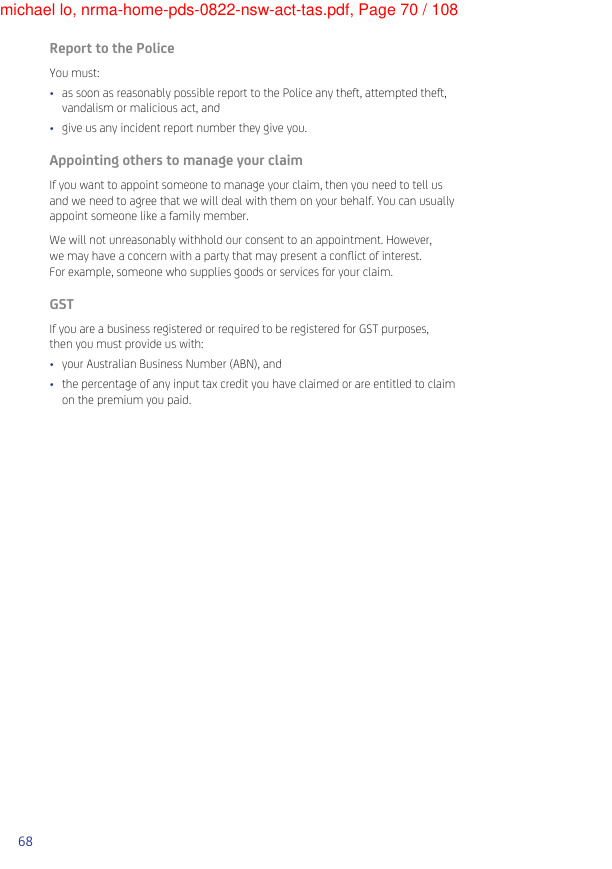 michael lo, nrma-home-pds-0822-nsw-act-tas.pdf, Page 70 / 108
Report to the Police
You must:
• as soon as reasonably possible report to the Police any theft, attempted theft,
vandalism or malicious act, and
• give us any incident report number they give you.
Appointing others to manage your claim
If you want to appoint someone to manage your claim, then you need to tell us
and we need to agree that we will deal with them on your behalf. You can usually
appoint someone like a family member.
We will not unreasonably withhold our consent to an appointment. However,
we may have a concern with a party that may present a conflict of interest.
For example, someone who supplies goods or services for your claim.
GST
If you are a business registered or required to be registered for GST purposes,
then you must provide us with:
• your Australian Business Number (ABN), and
• the percentage of any input tax credit you have claimed or are entitled to claim
on the premium you paid.
68